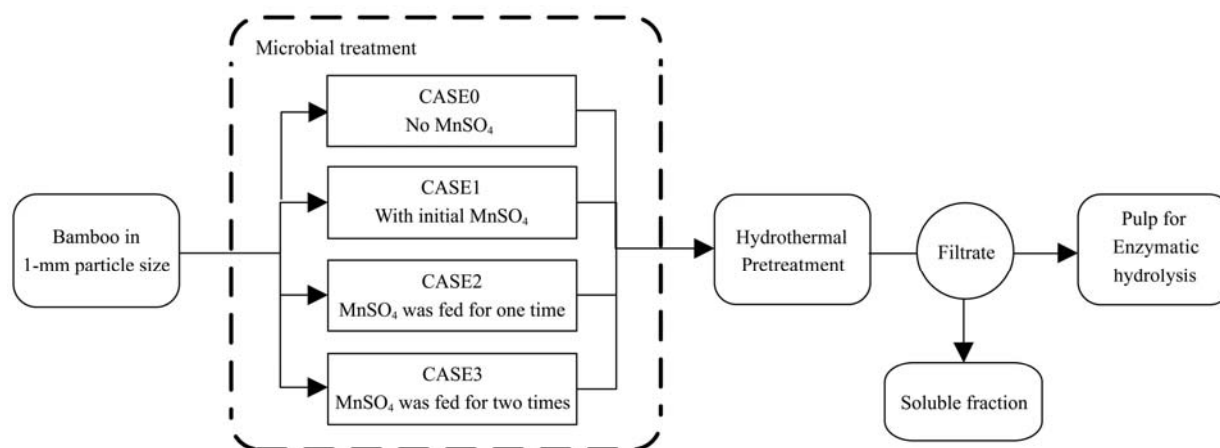 Microbial treatment
CASE0
No MnSO₄
CASE1
With initial MnSO₄
CASE2
MnSO₄ was fed for one time
CASE3
MnSO₄ was fed for two times
Bamboo in
1-mm particle size
Hydrothermal
Pretreatment
Filtrate
Pulp for
Enzymatic
hydrolysis
Soluble fraction